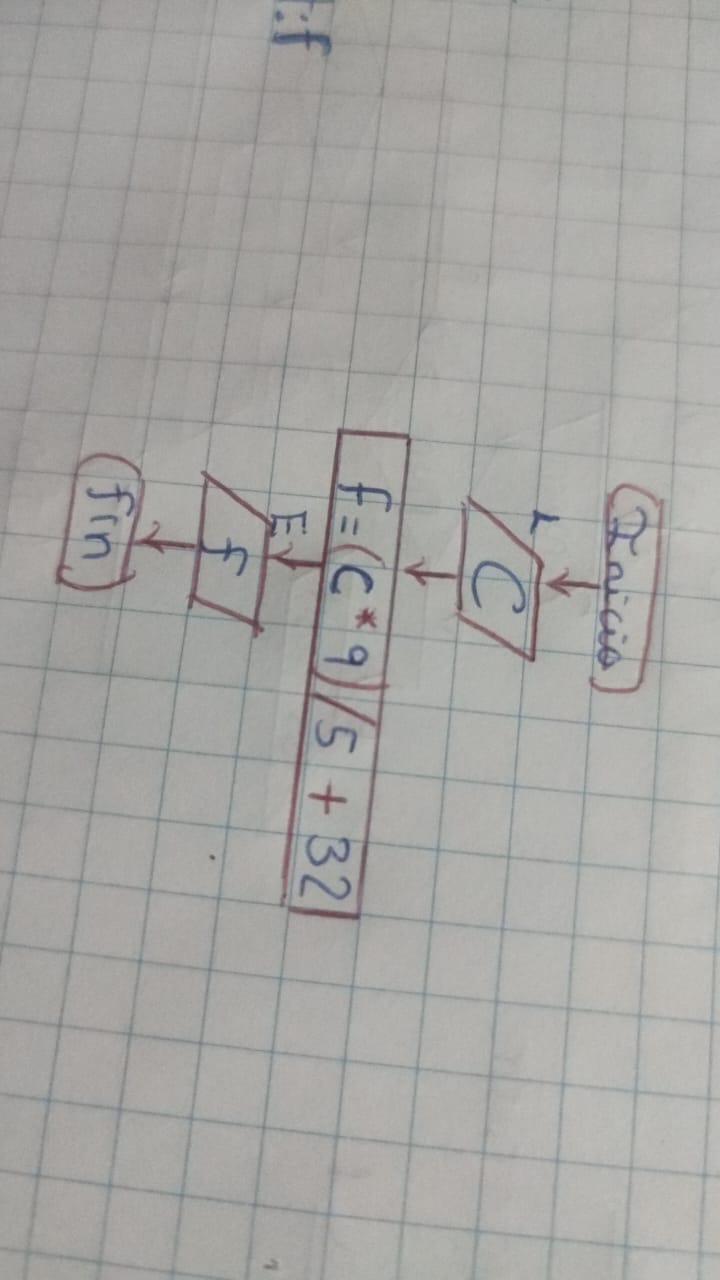 :f
Inicio
L
C
f = (C * 9) / 5 + 32
E
f
fin